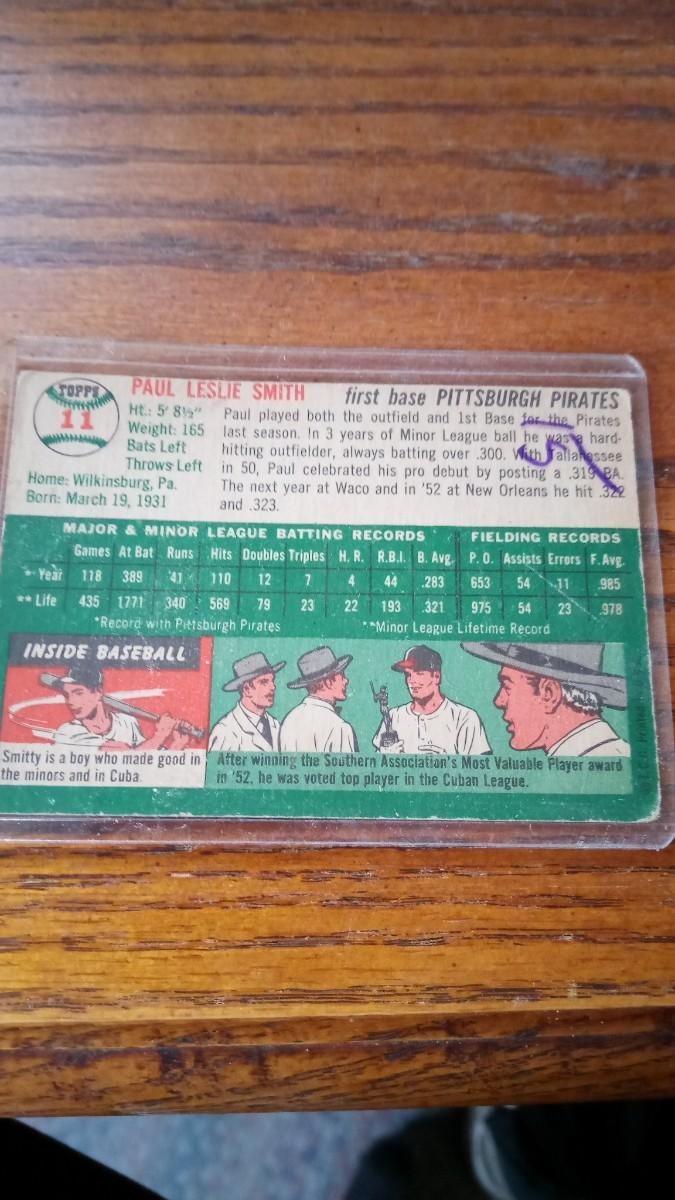 TOPPS
11
PAUL LESLIE SMITH first base PITTSBURGH PIRATES
Ht.: 5' 8½"
Weight: 165
Bats Left
Throws Left
Home: Wilkinsburg, Pa.
Born: March 19, 1931
Paul played both the outfield and 1st Base for the Pirates
last season. In 3 years of Minor League ball he was a hard-
hitting outfielder, always batting over .300. With Tallahassee
in 50, Paul celebrated his pro debut by posting a .319 BA.
The next year at Waco and in '52 at New Orleans he hit .322
and .323.
MAJOR & MINOR LEAGUE BATTING RECORDS FIELDING RECORDS
Games At Bat Runs Hits Doubles Triples H. R. R.B.I. B. Avg. P. O. Assists Errors F. Avg.
* Year 118 389 41 110 12 7 4 44 .283 653 54 11 .985
** Life 435 1771 340 569 79 23 22 193 .321 975 54 23 .978
*Record with Pittsburgh Pirates **Minor League Lifetime Record
INSIDE BASEBALL
Smitty is a boy who made good in
the minors and in Cuba.
After winning the Southern Association's Most Valuable Player award
in '52, he was voted top player in the Cuban League.